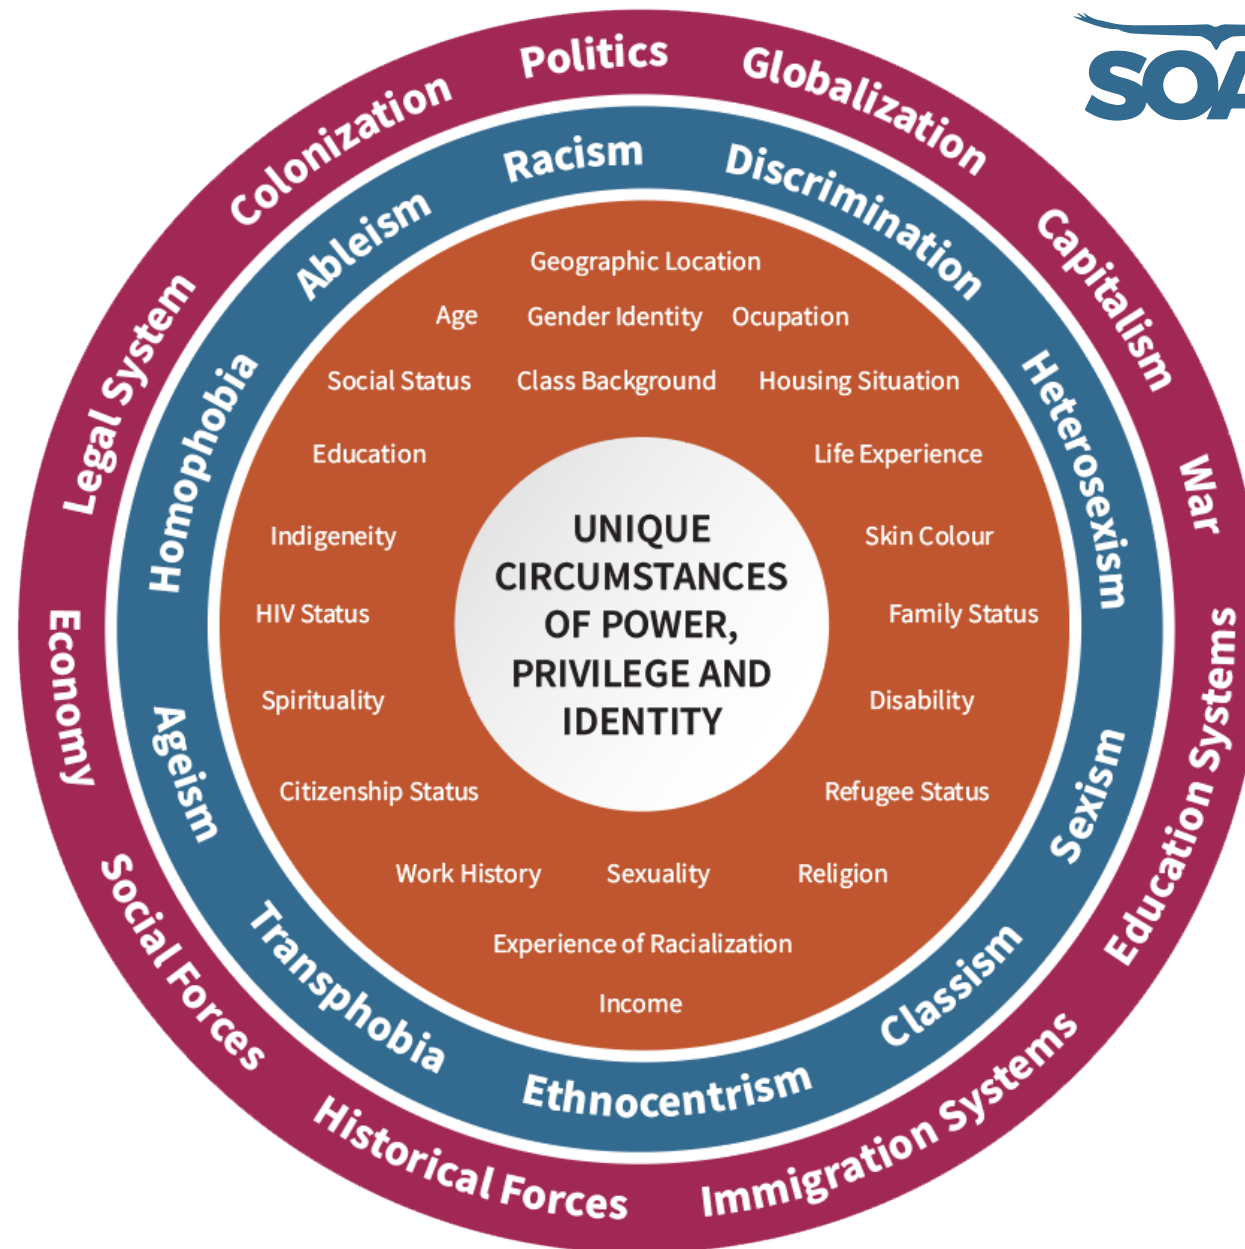 SOA
Politics
Globalization
Capitalism
War
Education Systems
Immigration Systems
Historical Forces
Social Forces
Economy
Legal System
Colonization
Racism
Discrimination
Heterosexism
Sexism
Classism
Ethnocentrism
Transphobia
Ageism
Homophobia
Ableism
Geographic Location
Age Gender Identity Ocupation
Social Status Class Background Housing Situation
Education Life Experience
Indigeneity Skin Colour
HIV Status Family Status
Spirituality Disability
Citizenship Status Refugee Status
Work History Sexuality Religion
Experience of Racialization
Income
UNIQUE
CIRCUMSTANCES
OF POWER,
PRIVILEGE AND
IDENTITY